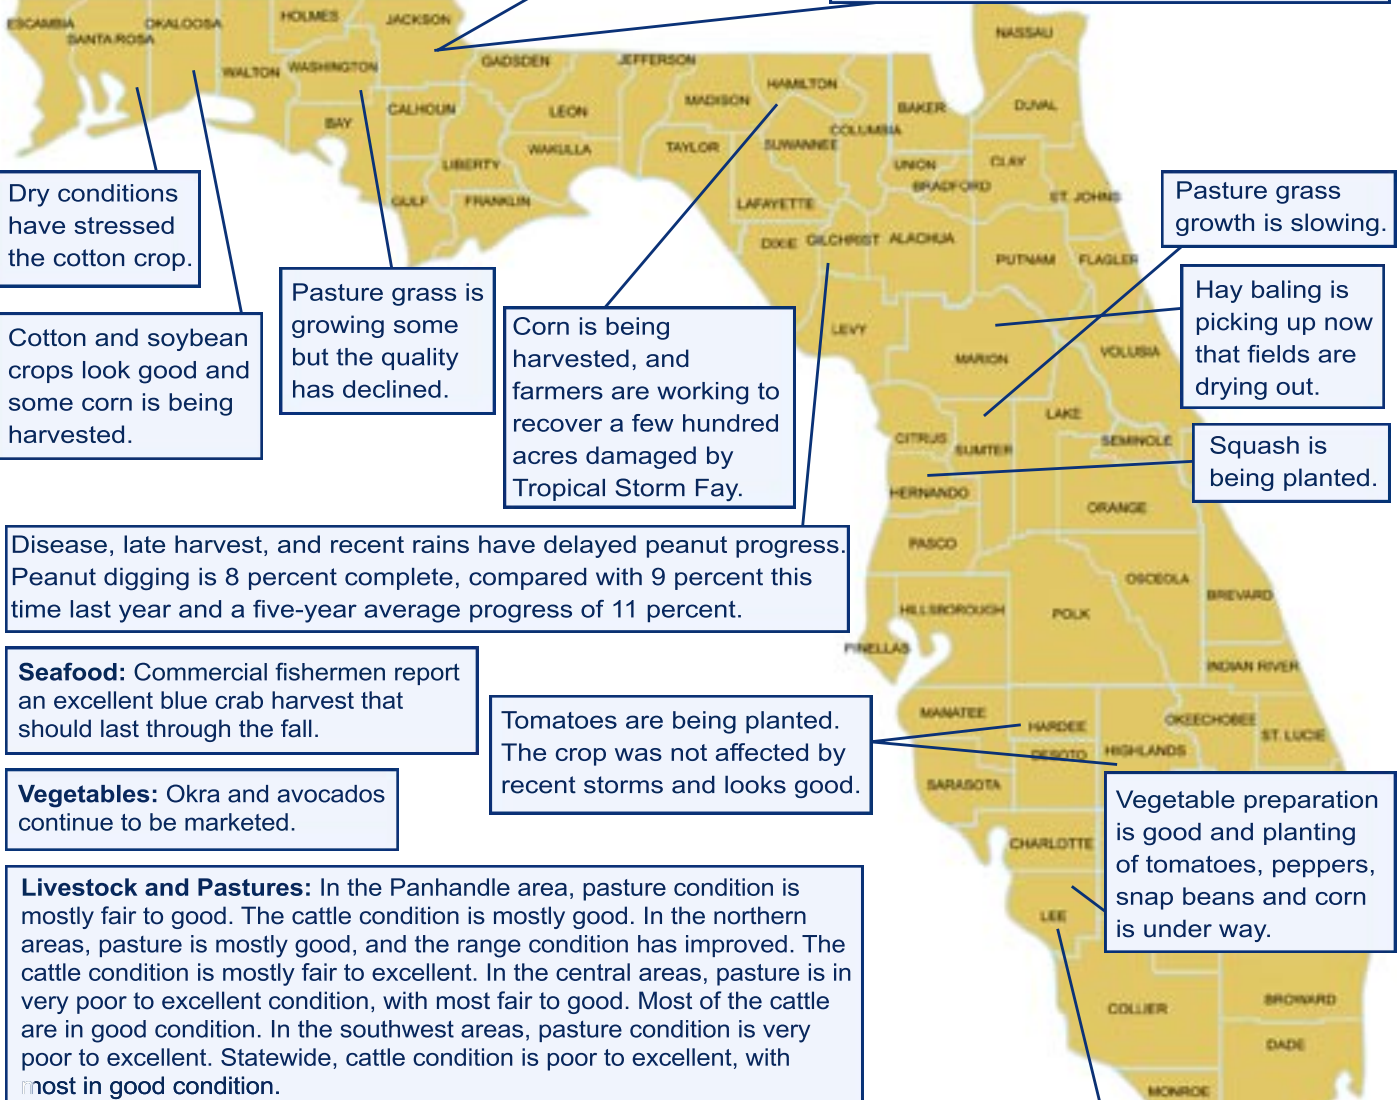 ESCAMBIA
SANTA ROSA
OKALOOSA
HOLMES
JACKSON
WALTON
WASHINGTON
BAY
CALHOUN
GADSDEN
LEON
LIBERTY
WAKULLA
GULF
FRANKLIN
JEFFERSON
MADISON
HAMILTON
TAYLOR
SUWANNEE
COLUMBIA
LAFAYETTE
DIXIE
GILCHRIST
ALACHUA
BAKER
NASSAU
DUVAL
UNION
BRADFORD
CLAY
ST. JOHNS
PUTNAM
FLAGLER
LEVY
MARION
VOLUSIA
LAKE
CITRUS
SUMTER
SEMINOLE
HERNANDO
ORANGE
PASCO
OSCEOLA
BREVARD
HILLSBOROUGH
POLK
PINELLAS
INDIAN RIVER
MANATEE
HARDEE
OKEECHOBEE
ST. LUCIE
DESOTO
HIGHLANDS
SARASOTA
CHARLOTTE
LEE
COLLIER
BROWARD
DADE
MONROE
Dry conditions
have stressed
the cotton crop.
Cotton and soybean
crops look good and
some corn is being
harvested.
Pasture grass is
growing some
but the quality
has declined.
Corn is being
harvested, and
farmers are working to
recover a few hundred
acres damaged by
Tropical Storm Fay.
Pasture grass
growth is slowing.
Hay baling is
picking up now
that fields are
drying out.
Squash is
being planted.
Disease, late harvest, and recent rains have delayed peanut progress.
Peanut digging is 8 percent complete, compared with 9 percent this
time last year and a five-year average progress of 11 percent.
Seafood: Commercial fishermen report
an excellent blue crab harvest that
should last through the fall.
Tomatoes are being planted.
The crop was not affected by
recent storms and looks good.
Vegetables: Okra and avocados
continue to be marketed.
Vegetable preparation
is good and planting
of tomatoes, peppers,
snap beans and corn
is under way.
Livestock and Pastures: In the Panhandle area, pasture condition is
mostly fair to good. The cattle condition is mostly good. In the northern
areas, pasture is mostly good, and the range condition has improved. The
cattle condition is mostly fair to excellent. In the central areas, pasture is in
very poor to excellent condition, with most fair to good. Most of the cattle
are in good condition. In the southwest areas, pasture condition is very
poor to excellent. Statewide, cattle condition is poor to excellent, with
most in good condition.